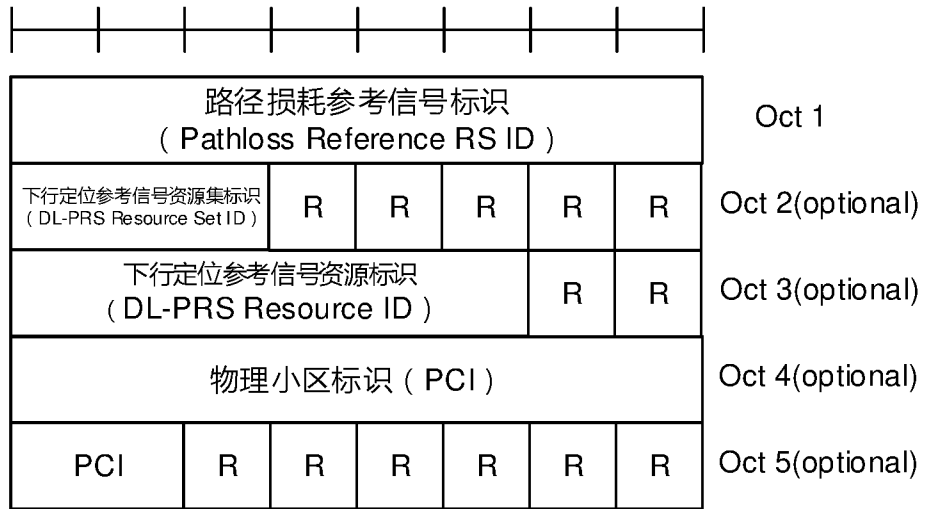 路径损耗参考信号标识
（Pathloss Reference RS ID）
Oct 1
下行定位参考信号资源集标识
（DL-PRS Resource Set ID）
R R R R R
Oct 2(optional)
下行定位参考信号资源标识
（DL-PRS Resource ID）
R R
Oct 3(optional)
物理小区标识（PCI）
Oct 4(optional)
PCI R R R R R R
Oct 5(optional)